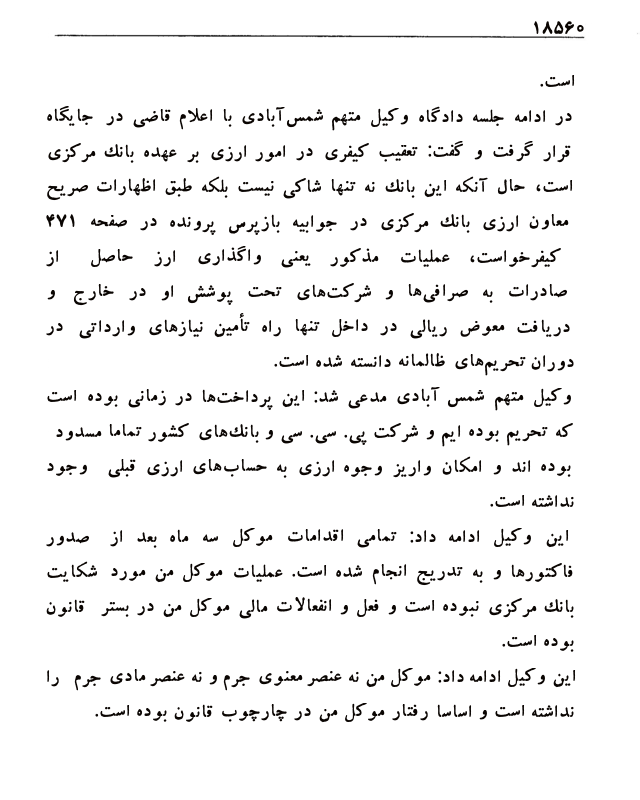 ۱۸۵۶۰
است.
در ادامه جلسه دادگاه وکیل متهم شمس‌آبادی با اعلام قاضی در جایگاه
قرار گرفت و گفت: تعقیب کیفری در امور ارزی بر عهده بانك مرکزی
است، حال آنکه این بانك نه تنها شاکی نیست بلکه طبق اظهارات صریح
معاون ارزی بانك مرکزی در جوابیه بازپرس پرونده در صفحه ۴۷۱
کیفرخواست، عملیات مذکور یعنی واگذاری ارز حاصل از
صادرات به صرافی‌ها و شرکت‌های تحت پوشش او در خارج و
دریافت معوض ریالی در داخل تنها راه تأمین نیازهای وارداتی در
دوران تحریم‌های ظالمانه دانسته شده است.
وکیل متهم شمس آبادی مدعی شد: این پرداخت‌ها در زمانی بوده است
که تحریم بوده ایم و شرکت پی. سی. سی و بانك‌های کشور تماما مسدود
بوده اند و امکان واریز وجوه ارزی به حساب‌های ارزی قبلی وجود
نداشته است.
این وکیل ادامه داد: تمامی اقدامات موکل سه ماه بعد از صدور
فاکتورها و به تدریج انجام شده است. عملیات موکل من مورد شکایت
بانك مرکزی نبوده است و فعل و انفعالات مالی موکل من در بستر قانون
بوده است.
این وکیل ادامه داد: موکل من نه عنصر معنوی جرم و نه عنصر مادی جرم را
نداشته است و اساسا رفتار موکل من در چارچوب قانون بوده است.